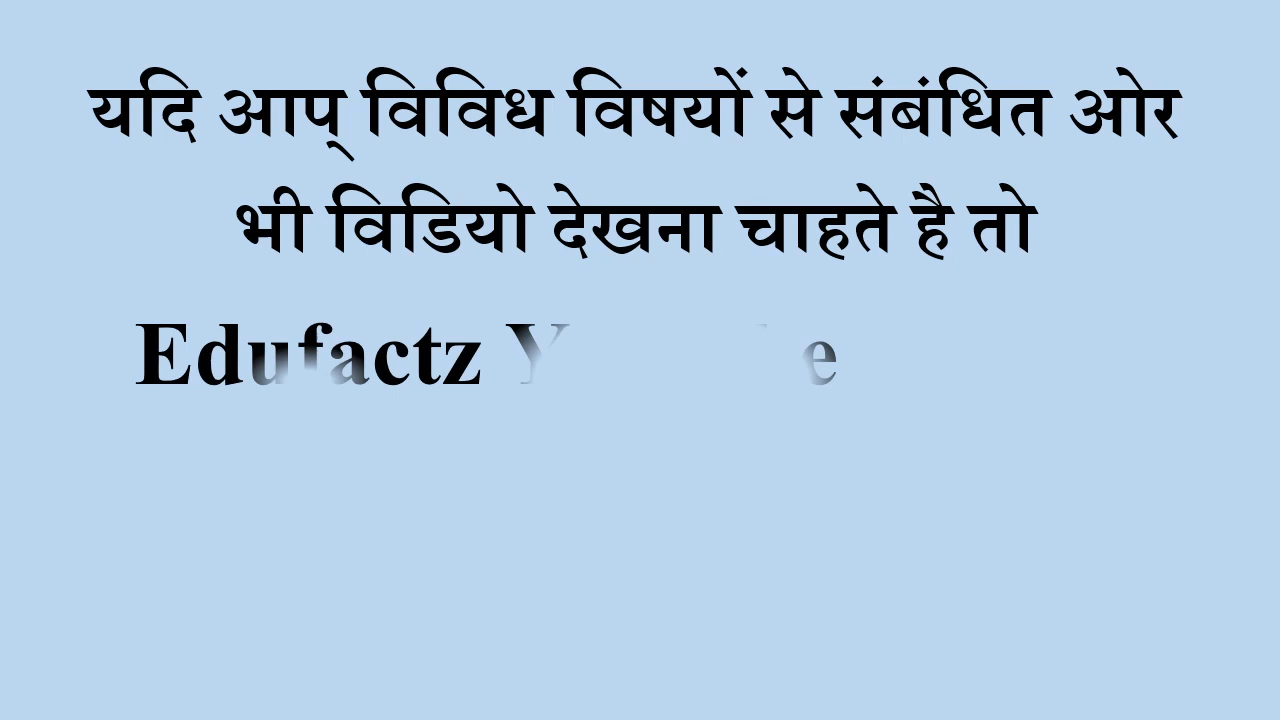 यदि आप् विविध विषयों से संबंधित ओर
भी विडियो देखना चाहते है तो
Edufactz